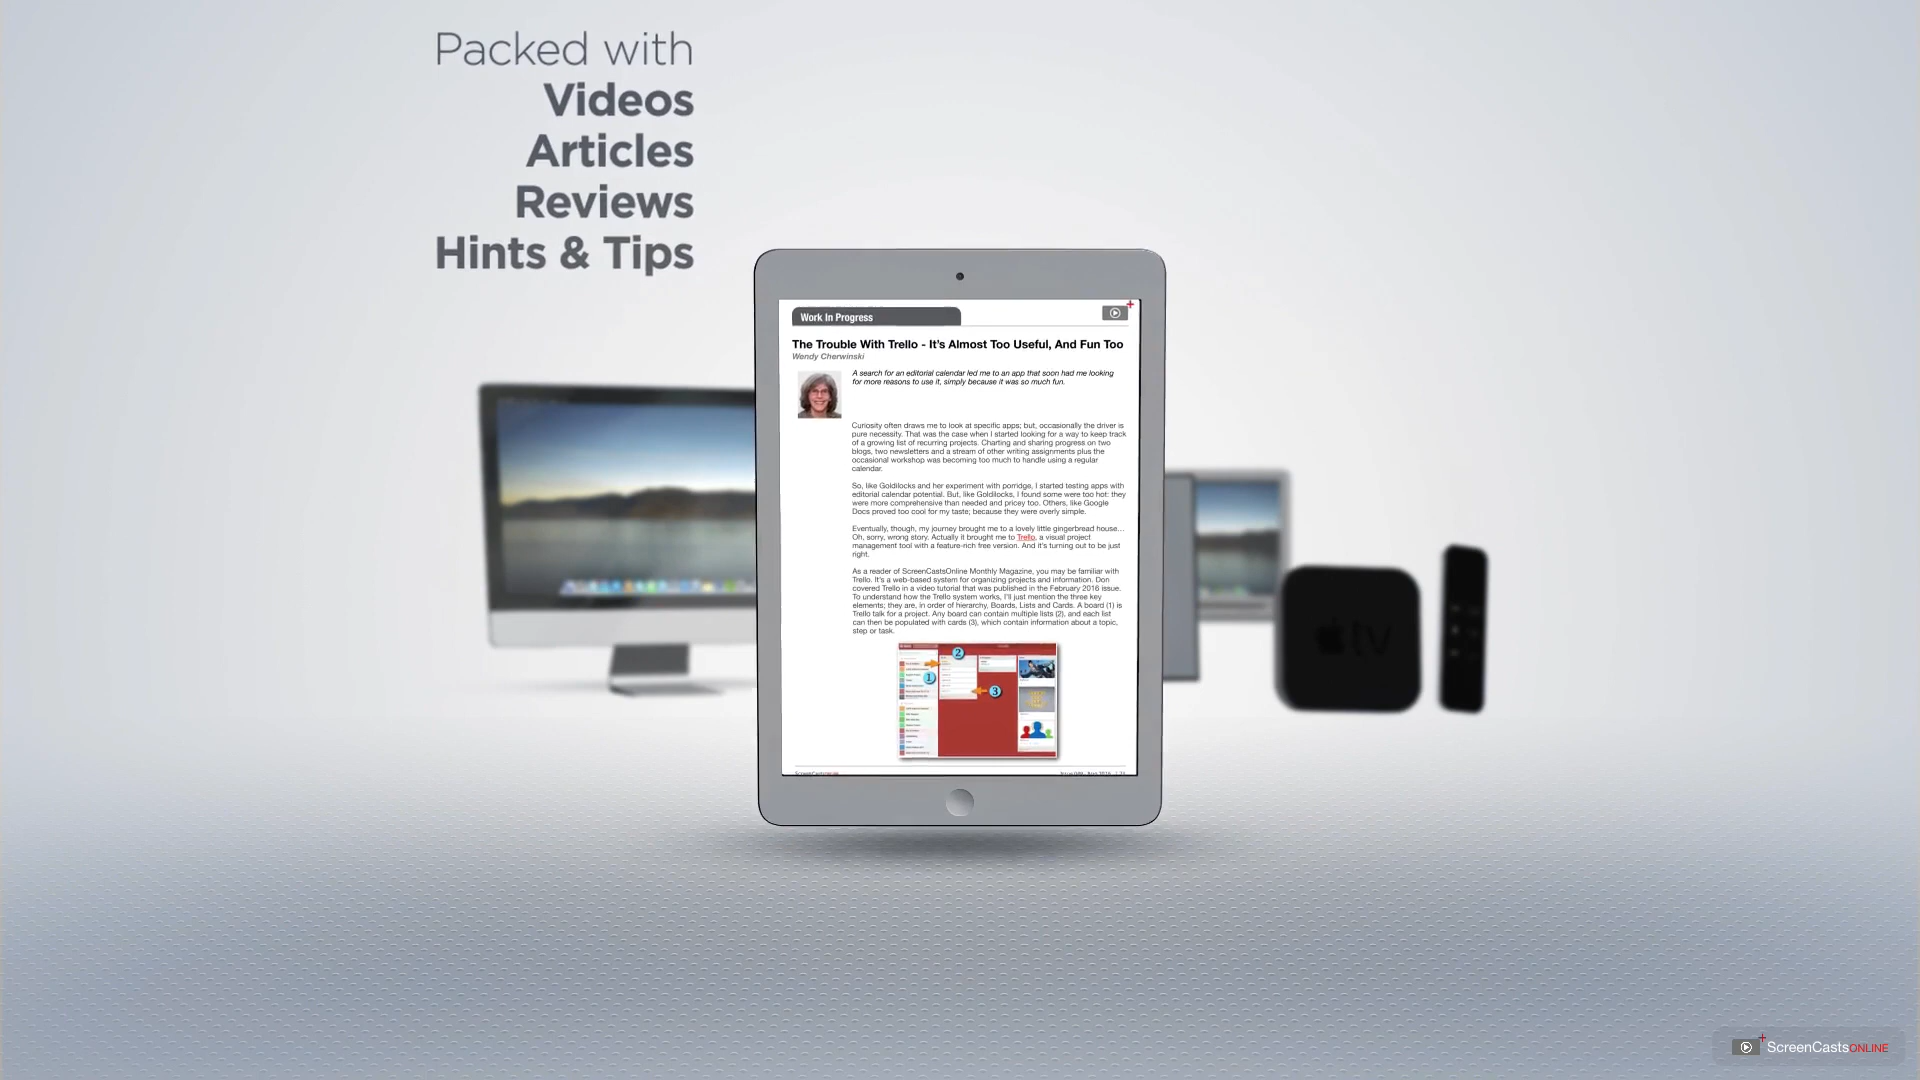 Packed with
Videos
Articles
Reviews
Hints & Tips
Work In Progress
The Trouble With Trello - It's Almost Too Useful, And Fun Too
Wendy Cherwinski
A search for an editorial calendar led me to an app that soon had me looking
for more reasons to use it, simply because it was so much fun.
Curiosity often draws me to look at specific apps; but, occasionally the driver is
pure necessity. That was the case when I started looking for a way to keep track
of a growing list of recurring projects. Charting and sharing progress on two
blogs, two newsletters and a stream of other writing assignments plus the
occasional workshop was becoming too much to handle using a regular
calendar.
So, like Goldilocks and her experiment with porridge, I started testing apps with
editorial calendar potential. But, like Goldilocks, I found some were too hot: they
were more comprehensive than needed and pricey too. Others, like Google
Docs proved too cool for my taste; because they were overly simple.
Eventually, though, my journey brought me to a lovely little gingerbread house...
Oh, sorry, wrong story. Actually it brought me to Trello, a visual project
management tool with a feature-rich free version. And it's turning out to be just
right.
As a reader of ScreenCastsOnline Monthly Magazine, you may be familiar with
Trello. It's a web-based system for organizing projects and information. Don
covered Trello in a video tutorial that was published in the February 2016 issue.
To understand how the Trello system works, I'll just mention the three key
elements; they are, in order of hierarchy, Boards, Lists and Cards. A board (1) is
Trello talk for a project. Any board can contain multiple lists (2), and each list
can then be populated with cards (3), which contain information about a topic,
step or task.
2
1
3
tv
ScreenCastsONLINE